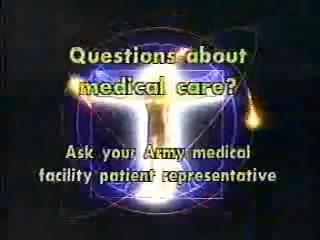 Questions about
medical care?
Ask your Army medical
facility patient representative